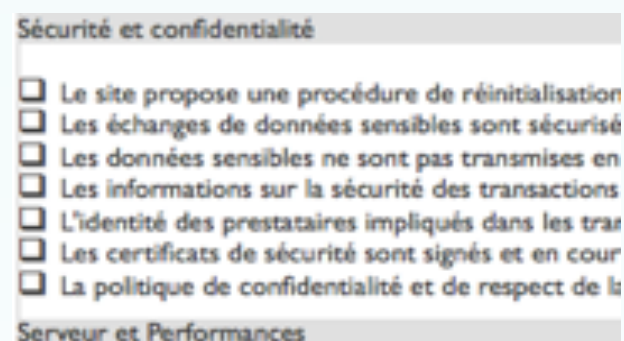 Sécurité et confidentialité
❑ Le site propose une procédure de réinitialisation
❑ Les échanges de données sensibles sont sécurisé
❑ Les données sensibles ne sont pas transmises en
❑ Les informations sur la sécurité des transactions
❑ L'identité des prestataires impliqués dans les
❑ Les certificats de sécurité sont signés et en
❑ La politique de confidentialité et de respect de
Serveur et Performances